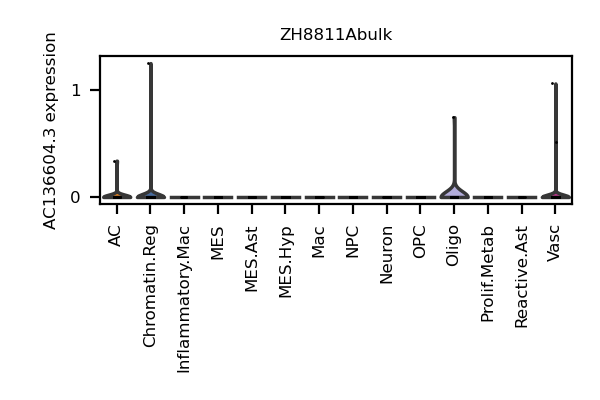 ZH8811Abulk
AC136604.3 expression
1
0
AC
Chromatin.Reg
Inflammatory.Mac
MES
MES.Ast
MES.Hyp
Mac
NPC
Neuron
OPC
Oligo
Prolif.Metab
Reactive.Ast
Vasc